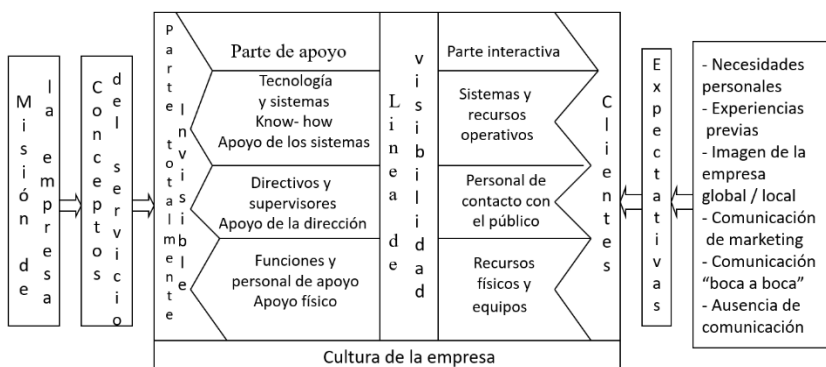 Misión de
la empresa
Conceptos
del servicio
Parte totalmente
Invisible
Parte de apoyo
Tecnología
y sistemas
Know- how
Apoyo de los sistemas
Directivos y
supervisores
Apoyo de la dirección
Funciones y
personal de apoyo
Apoyo físico
Línea de
visibilidad
Parte interactiva
Sistemas y
recursos
operativos
Personal de
contacto con
el público
Recursos
físicos y
equipos
Clientes
Expectativas
- Necesidades
personales
- Experiencias
previas
- Imagen de la
empresa
global / local
- Comunicación
de marketing
- Comunicación
“boca a boca”
- Ausencia de
comunicación
Cultura de la empresa